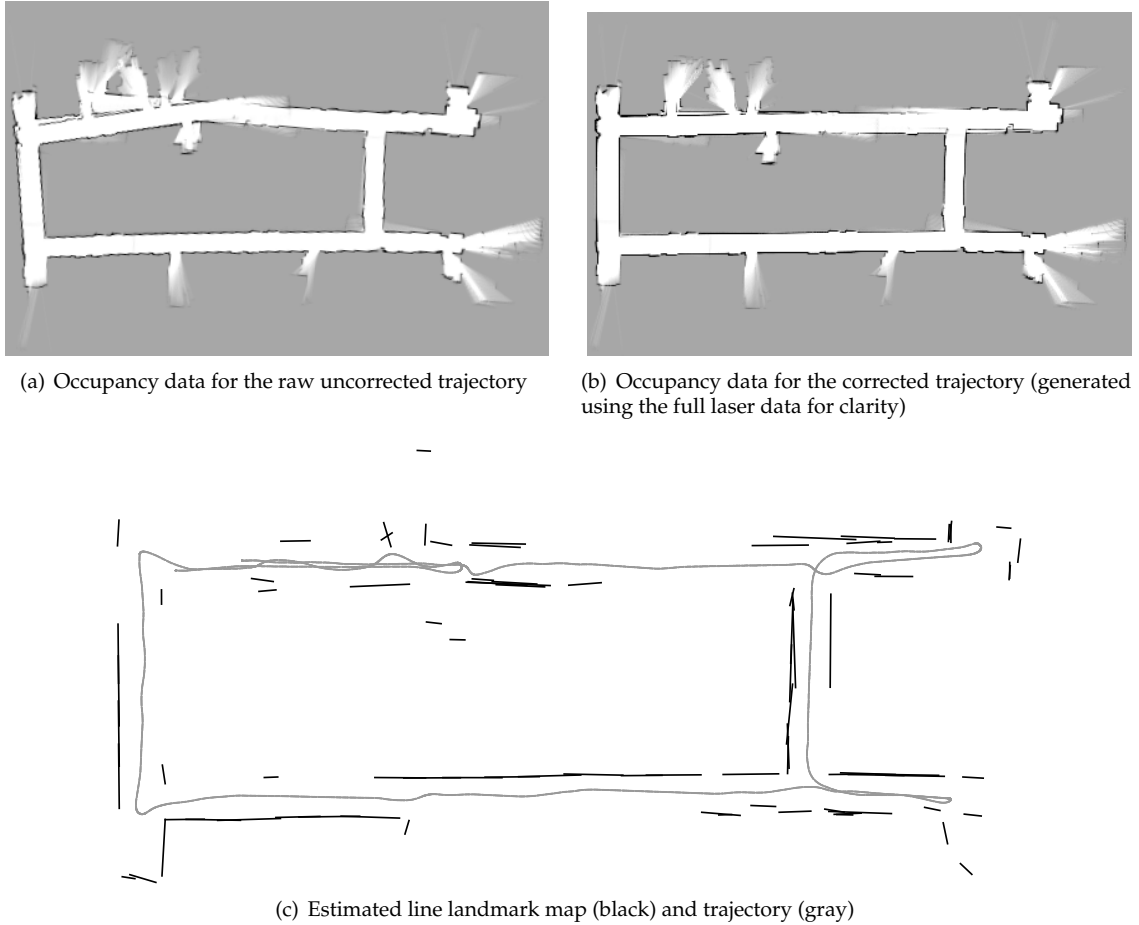 (a) Occupancy data for the raw uncorrected trajectory
(b) Occupancy data for the corrected trajectory (generated
using the full laser data for clarity)
(c) Estimated line landmark map (black) and trajectory (gray)